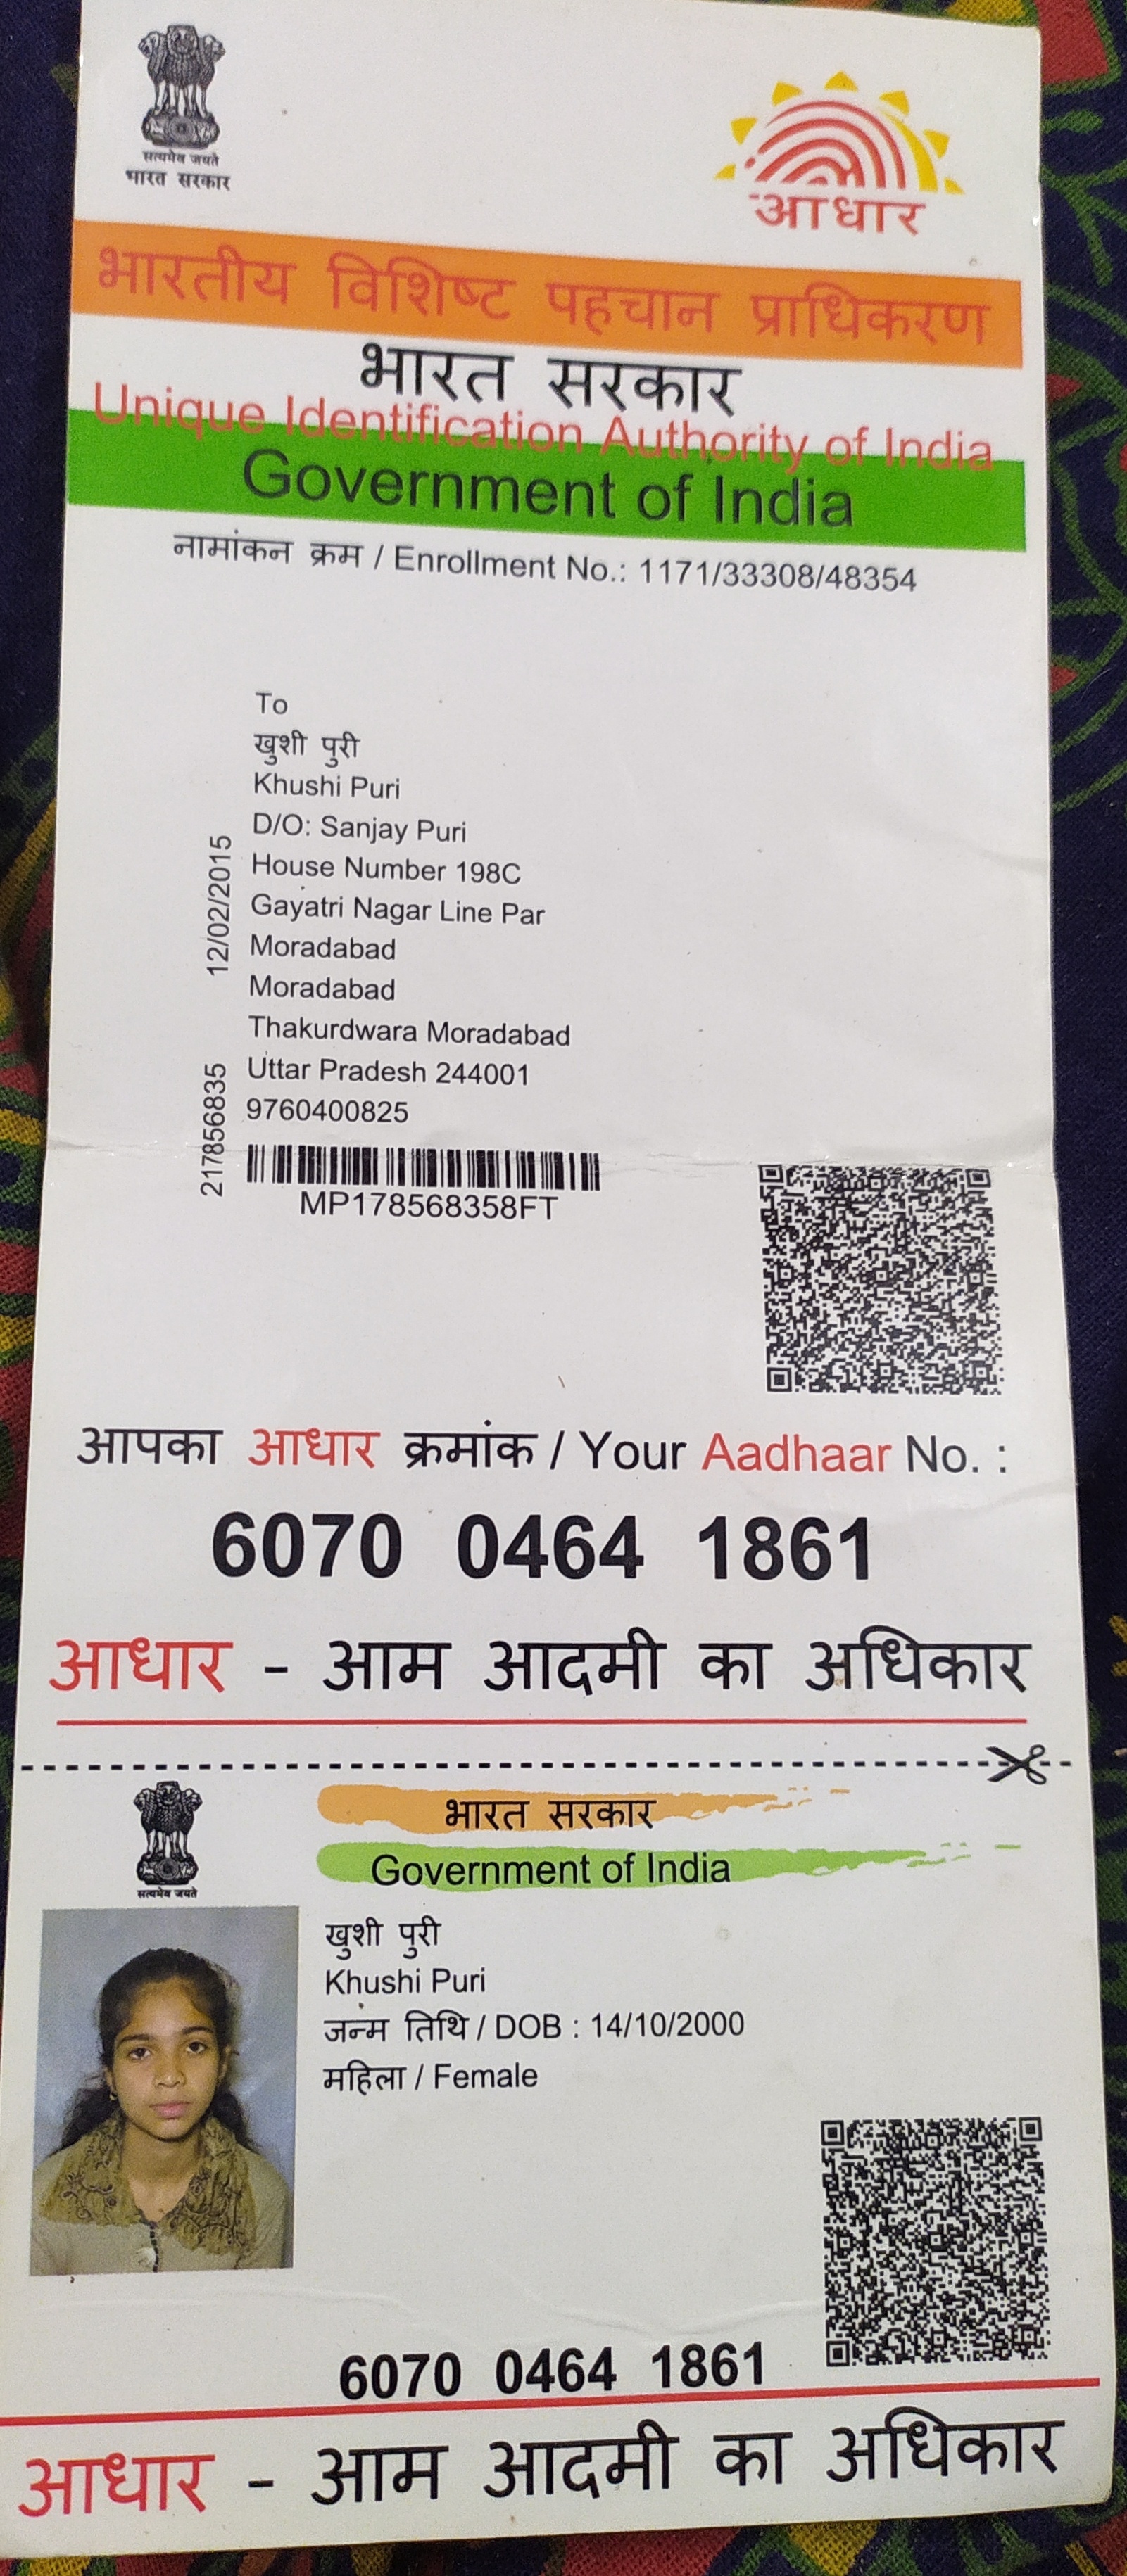 सत्यमेव जयते
भारत सरकार
आधार
भारतीय विशिष्ट पहचान प्राधिकरण
भारत सरकार
Unique Identification Authority of India
Government of India
नामांकन क्रम / Enrollment No.: 1171/33308/48354
To
खुशी पुरी
Khushi Puri
D/O: Sanjay Puri
House Number 198C
Gayatri Nagar Line Par
Moradabad
Moradabad
Thakurdwara Moradabad
Uttar Pradesh 244001
9760400825
12/02/2015
217856835
MP178568358FT
आपका आधार क्रमांक / Your Aadhaar No. :
6070 0464 1861
आधार - आम आदमी का अधिकार
सत्यमेव जयते
भारत सरकार
Government of India
खुशी पुरी
Khushi Puri
जन्म तिथि / DOB : 14/10/2000
महिला / Female
6070 0464 1861
आधार - आम आदमी का अधिकार